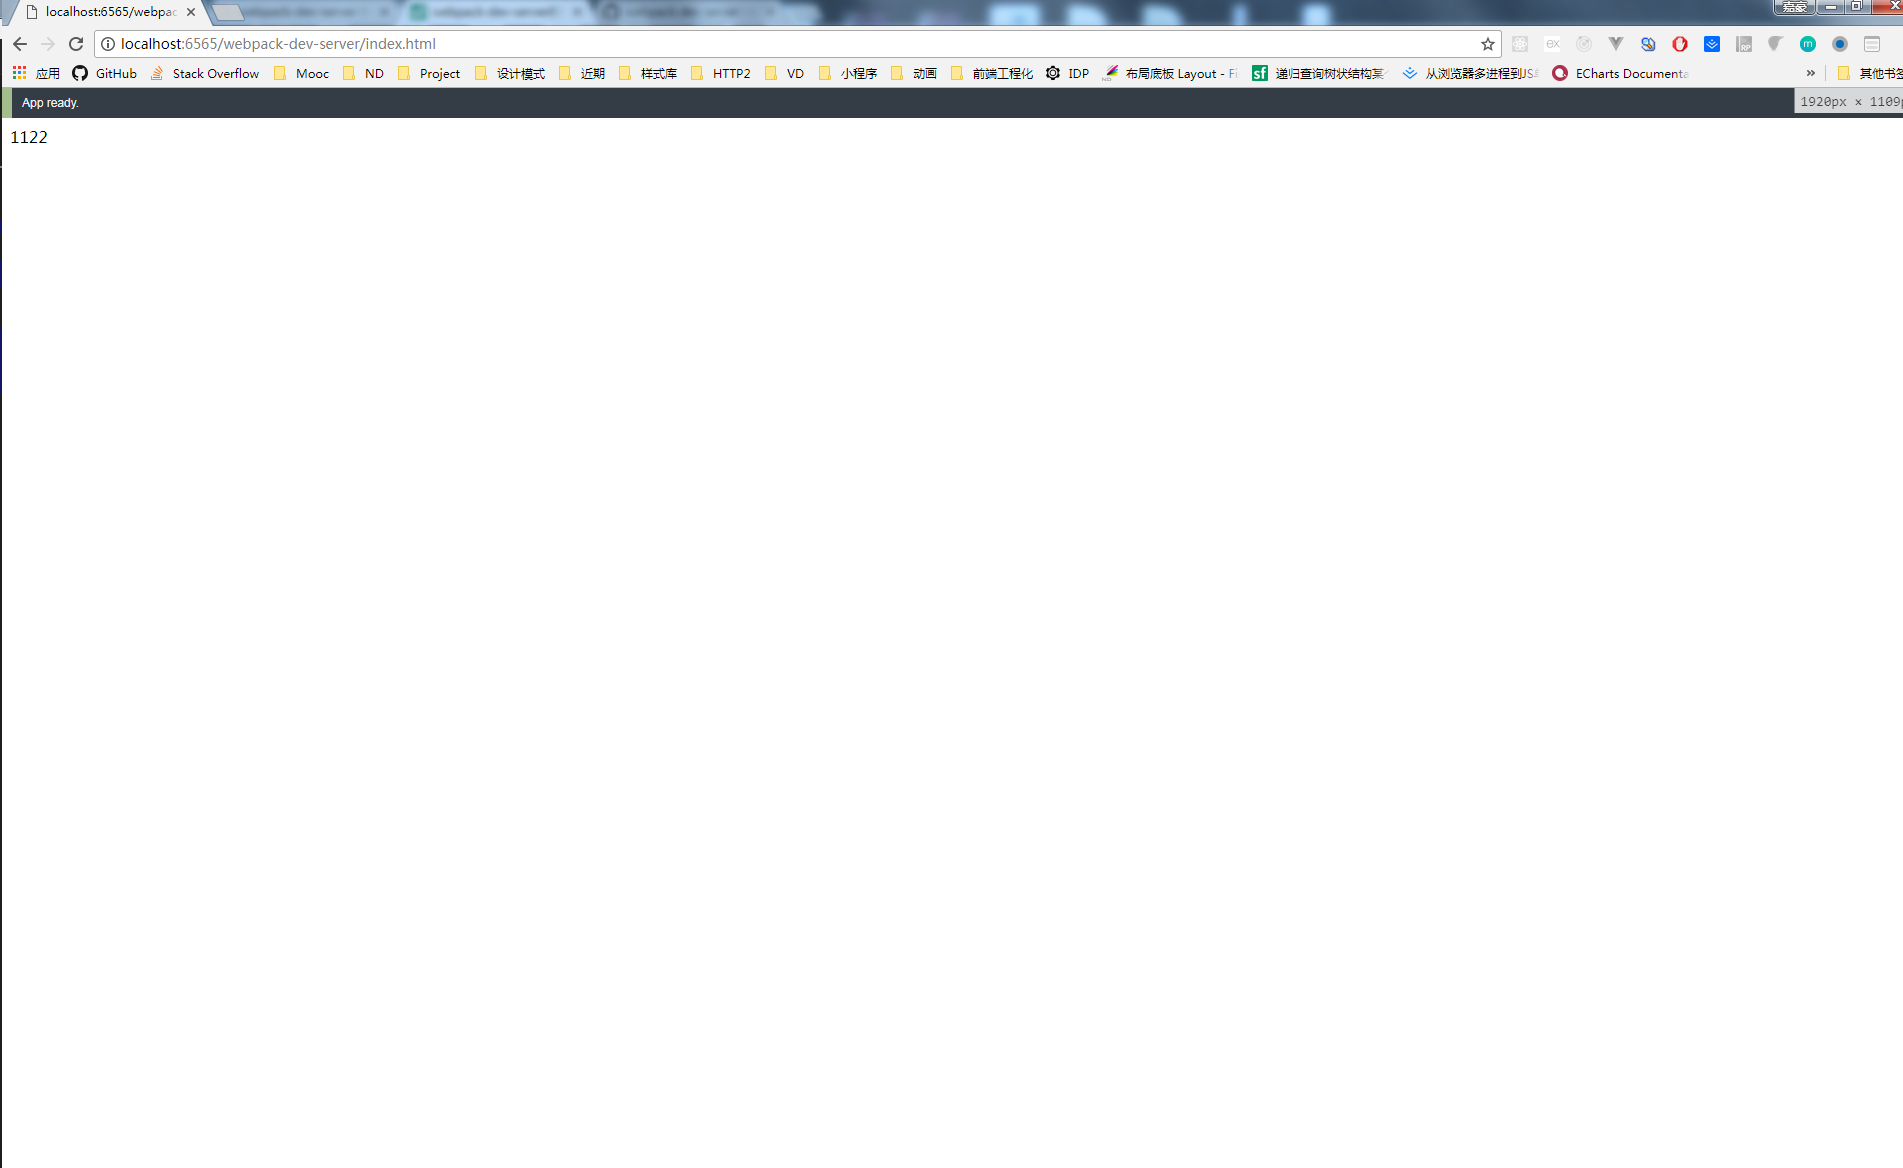 localhost:6565/webpac
嘉豪
localhost:6565/webpack-dev-server/index.html
应用 GitHub Stack Overflow Mooc ND Project 设计模式 近期 样式库 HTTP2 VD 小程序 动画 前端工程化 IDP 布局底板 Layout - Fi 递归查询树状结构某 从浏览器多进程到JS ECharts Documenta » 其他书签
App ready.
1920px × 1109p
1122